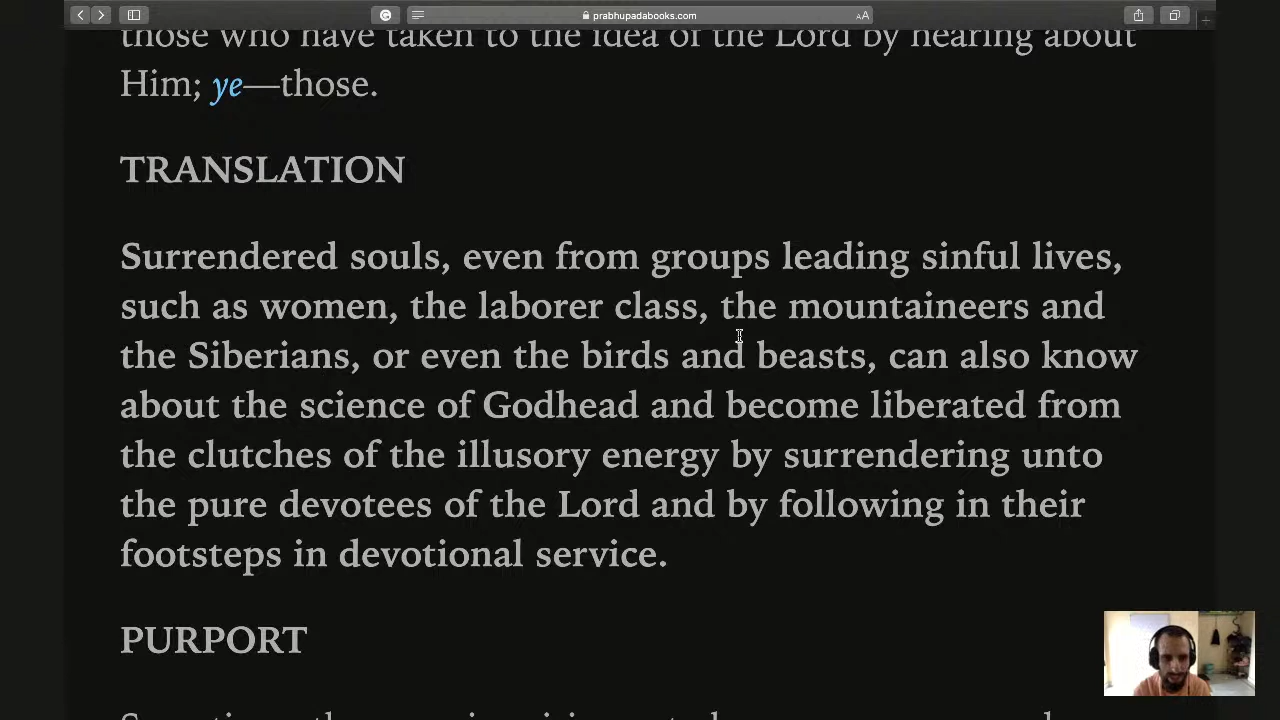 prabhupadabooks.com
AA
those who have taken to the idea of the Lord by hearing about
Him; ye—those.
TRANSLATION
Surrendered souls, even from groups leading sinful lives,
such as women, the laborer class, the mountaineers and
the Siberians, or even the birds and beasts, can also know
about the science of Godhead and become liberated from
the clutches of the illusory energy by surrendering unto
the pure devotees of the Lord and by following in their
footsteps in devotional service.
PURPORT